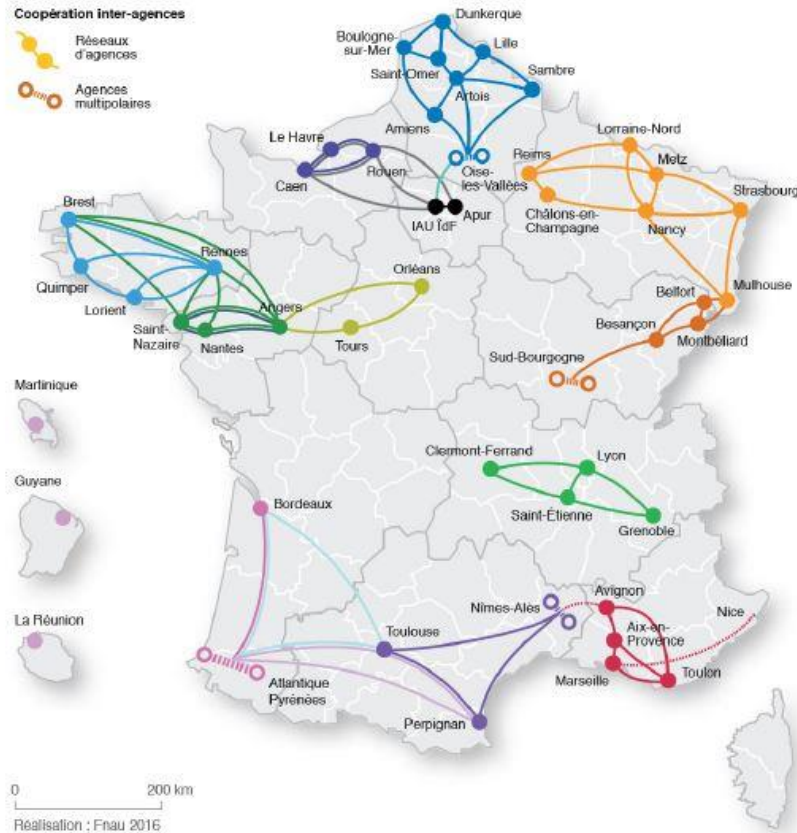 Coopération inter-agences
Réseaux
d'agences
Agences
multipolaires
Dunkerque
Boulogne-
sur-Mer
Lille
Saint-Omer
Sambre
Artois
Amiens
Oise-
les-Vallées
Le Havre
Rouen
Caen
IAU ÎdF
Apur
Lorraine-Nord
Reims
Metz
Strasbourg
Châlons-en-
Champagne
Nancy
Mulhouse
Belfort
Besançon
Montbéliard
Sud-Bourgogne
Brest
Rennes
Quimper
Lorient
Angers
Saint-
Nazaire
Nantes
Orléans
Tours
Martinique
Guyane
La Réunion
Clermont-Ferrand
Lyon
Saint-Étienne
Grenoble
Bordeaux
Nîmes-Alès
Avignon
Nice
Aix-en-
Provence
Toulouse
Marseille
Toulon
Atlantique
Pyrénées
Perpignan
0
200 km
Réalisation : Fnau 2016